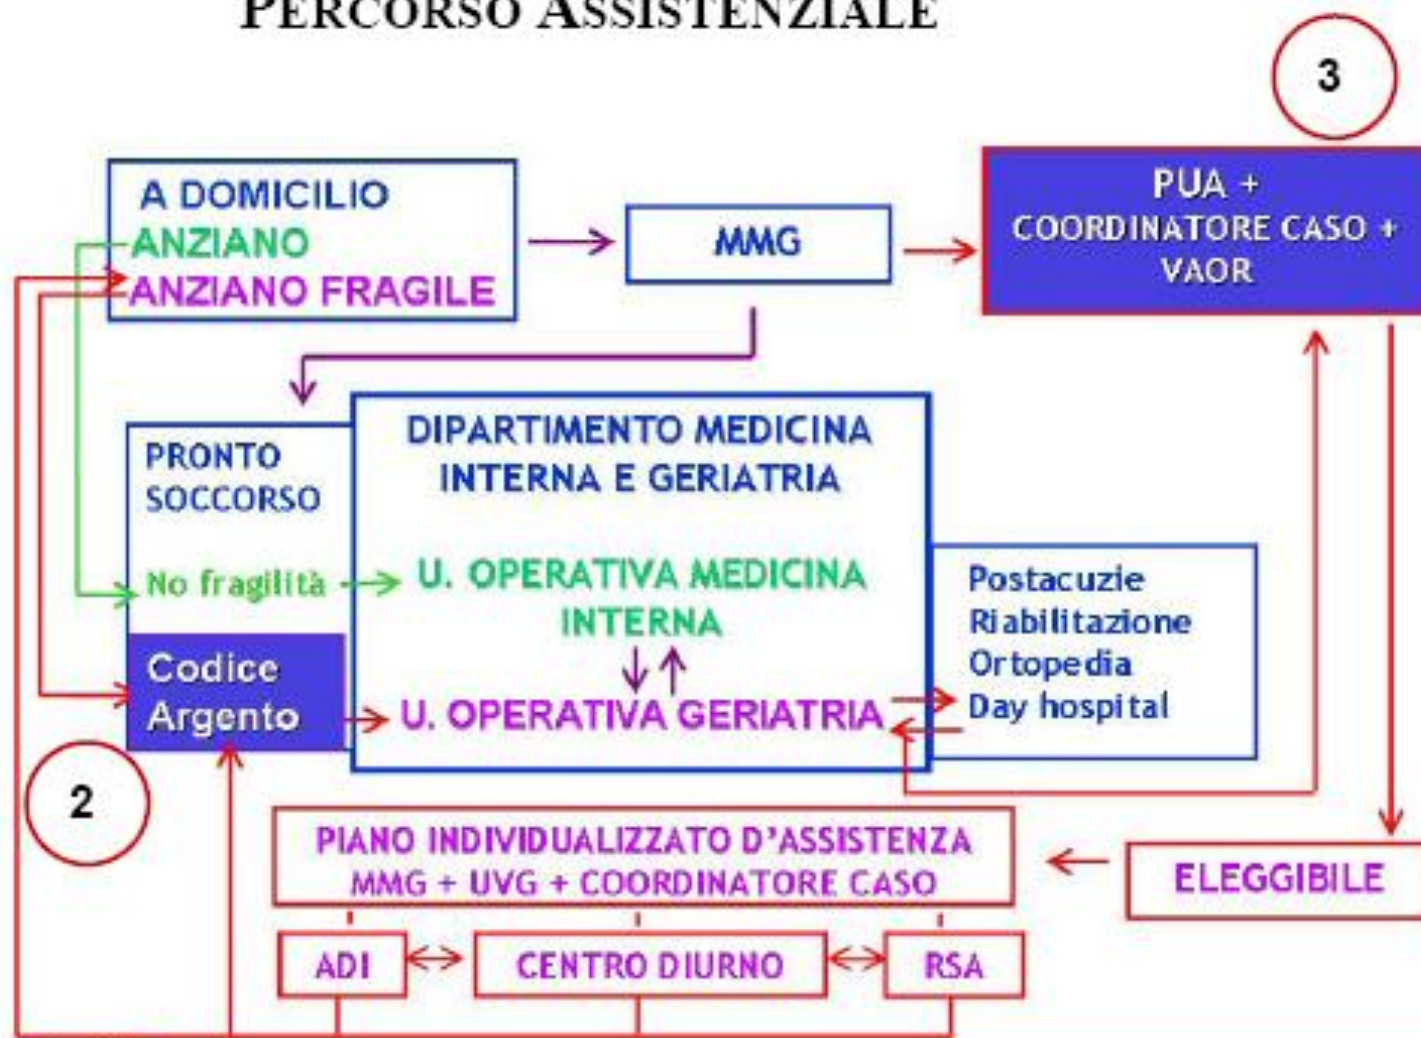 PERCORSO ASSISTENZIALE
3
A DOMICILIO
ANZIANO
ANZIANO FRAGILE
MMG
PUA +
COORDINATORE CASO +
VAOR
PRONTO
SOCCORSO
No fragilità
Codice
Argento
2
DIPARTIMENTO MEDICINA
INTERNA E GERIATRIA
U. OPERATIVA MEDICINA
INTERNA
U. OPERATIVA GERIATRIA
Postacuzie
Riabilitazione
Ortopedia
Day hospital
PIANO INDIVIDUALIZZATO D'ASSISTENZA
MMG + UVG + COORDINATORE CASO
ELEGGIBILE
ADI
CENTRO DIURNO
RSA